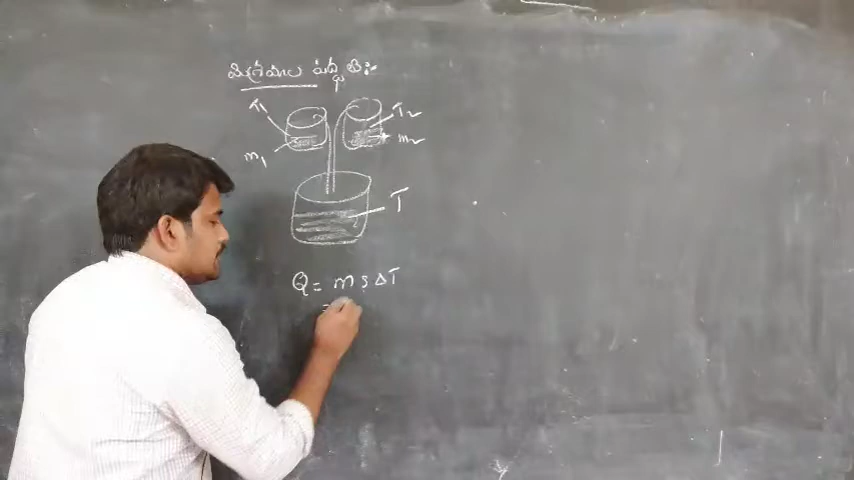 మిశ్రమాల పద్ధతి:-
T₁ T₂
m₁ m₂
T
Q = m s ΔT
=